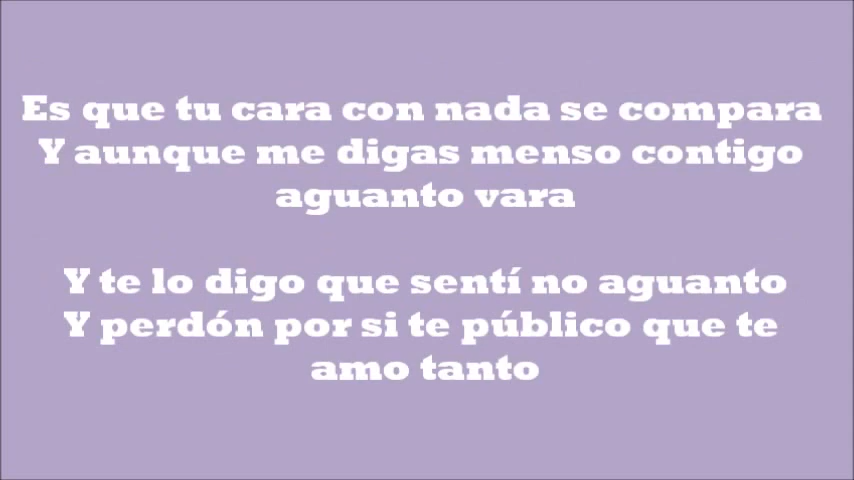 Es que tu cara con nada se compara
Y aunque me digas menso contigo
aguanto vara
Y te lo digo que sentí no aguanto
Y perdón por si te público que te
amo tanto